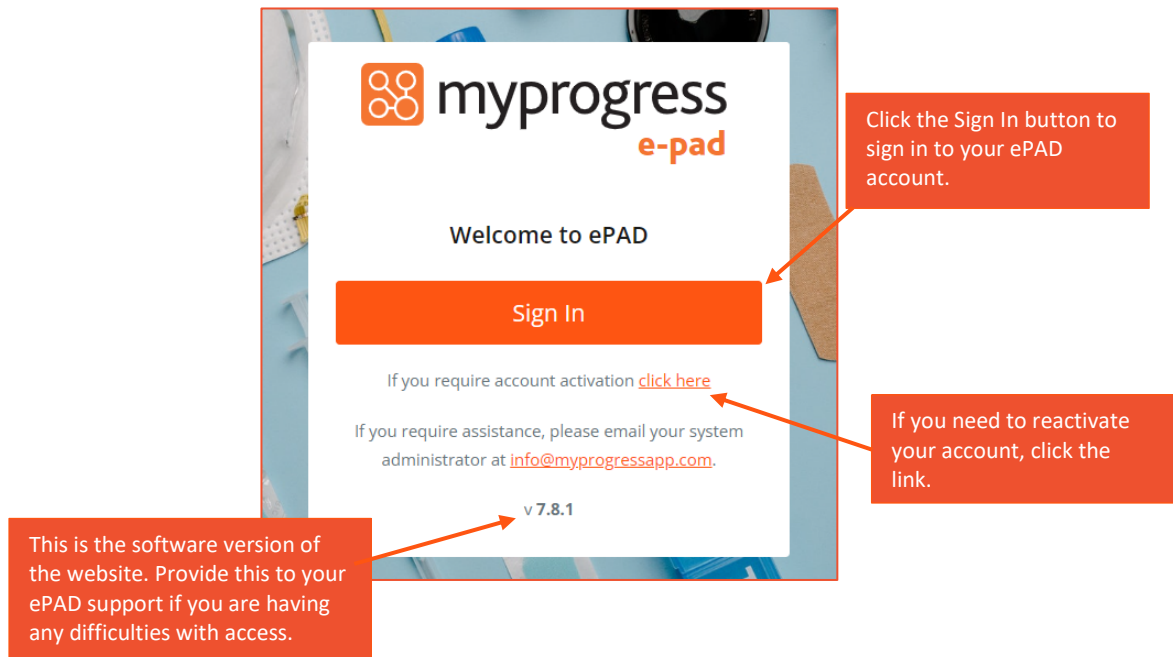 myprogress
e-pad
Click the Sign In button to
sign in to your ePAD
account.
Welcome to ePAD
Sign In
If you require account activation click here
If you require assistance, please email your system
administrator at info@myprogressapp.com.
If you need to reactivate
your account, click the
link.
v 7.8.1
This is the software version of
the website. Provide this to your
ePAD support if you are having
any difficulties with access.